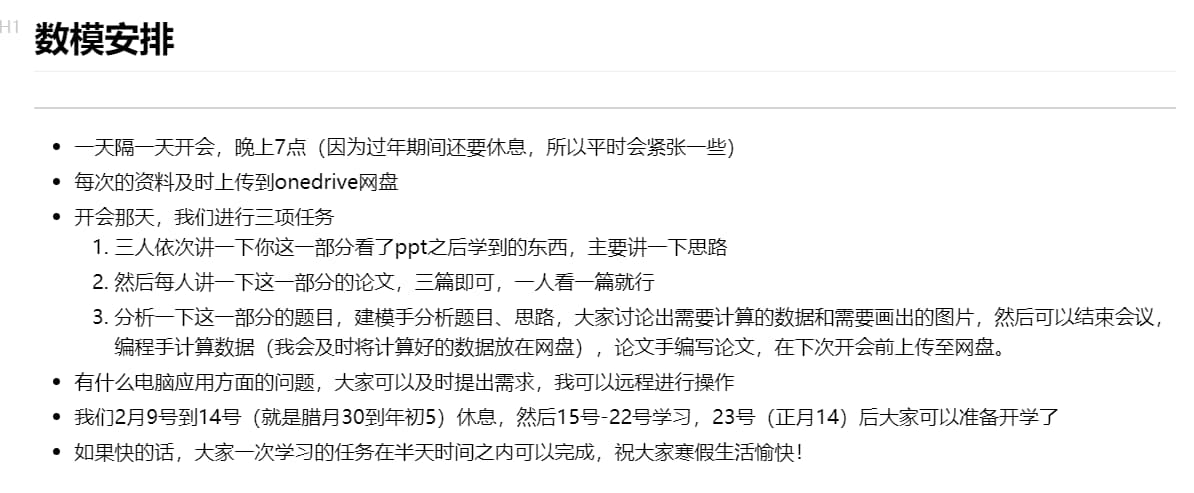 H1
数模安排
一天隔一天开会，晚上7点（因为过年期间还要休息，所以平时会紧张一些）
每次的资料及时上传到onedrive网盘
开会那天，我们进行三项任务
1. 三人依次讲一下你这一部分看了ppt之后学到的东西，主要讲一下思路
2. 然后每人讲一下这一部分的论文，三篇即可，一人看一篇就行
3. 分析一下这一部分的题目，建模手分析题目、思路，大家讨论出需要计算的数据和需要画出的图片，然后可以结束会议，
编程手计算数据（我会及时将计算好的数据放在网盘），论文手编写论文，在下次开会前上传至网盘。
有什么电脑应用方面的问题，大家可以及时提出需求，我可以远程进行操作
我们2月9号到14号（就是腊月30到年初5）休息，然后15号-22号学习，23号（正月14）后大家可以准备开学了
如果快的话，大家一次学习的任务在半天时间之内可以完成，祝大家寒假生活愉快！